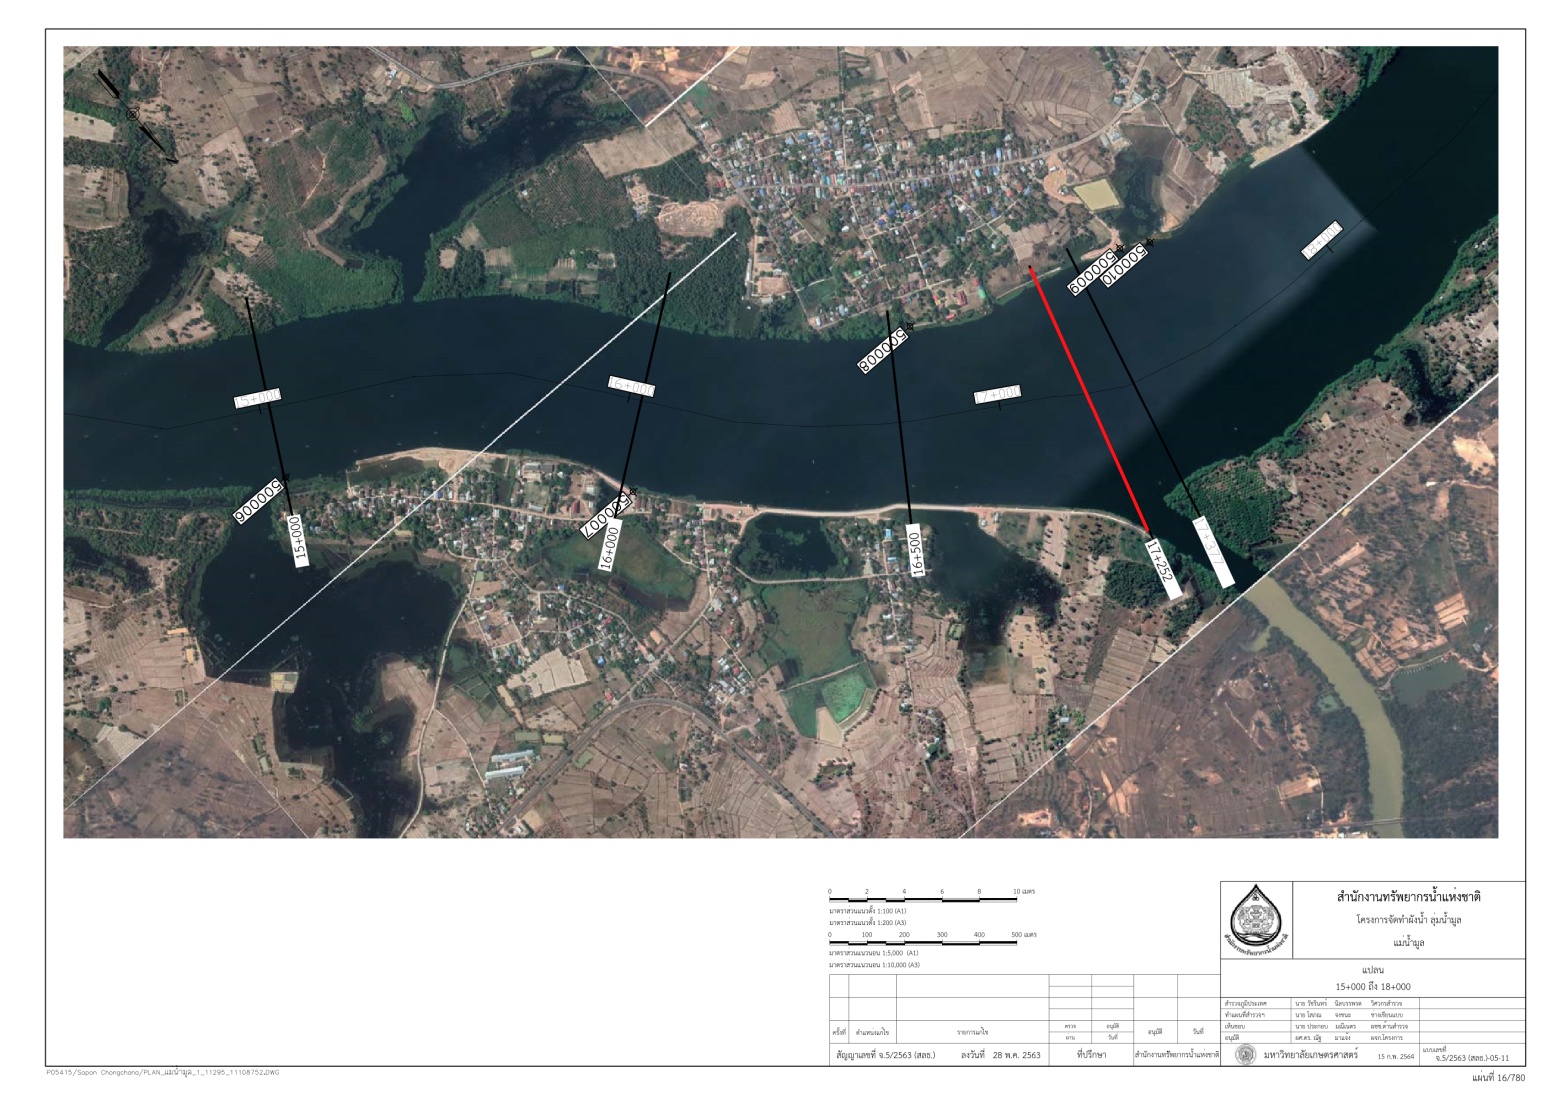 500009
500010
18+000
500008
15+000
16+000
17+000
500006
500007
15+000
16+000
16+500
17+252
17+377
0 2 4 6 8 10 เมตร
มาตราส่วนแนวตั้ง 1:100 (A1)
มาตราส่วนแนวตั้ง 1:200 (A3)
0 100 200 300 400 500 เมตร
มาตราส่วนแนวนอน 1:5,000 (A1)
มาตราส่วนแนวนอน 1:10,000 (A3)
สำนักงานทรัพยากรน้ำแห่งชาติ
โครงการจัดทำผังน้ำ ลุ่มน้ำมูล
แม่น้ำมูล
แปลน
15+000 ถึง 18+000
สำรวจภูมิประเทศ นาย วัชรินทร์ นิลบรรพต วิศวกรสำรวจ
ทำแผนที่สำรวจฯ นาย โสภณ จงชนะ ช่างเขียนแบบ
เห็นชอบ นาย ประกอบ มณีเนตร ผชช.ด้านสำรวจ
อนุมัติ ผศ.ดร. ณัฐ มาแจ้ง ผจก.โครงการ
ครั้งที่ ตำแหน่งแก้ไข รายการแก้ไข ตรวจ ผ่าน อนุมัติ วันที่ อนุมัติ วันที่
สัญญาเลขที่ จ.5/2563 (สลธ.) ลงวันที่ 28 พ.ค. 2563 ที่ปรึกษา สำนักงานทรัพยากรน้ำแห่งชาติ
มหาวิทยาลัยเกษตรศาสตร์ 15 ก.พ. 2564 แบบเลขที่ จ.5/2563 (สลธ.)-05-11
P05415/Sopon Chongchana/PLAN_แม่น้ำมูล_1_11295_11108752.DWG
แผ่นที่ 16/780